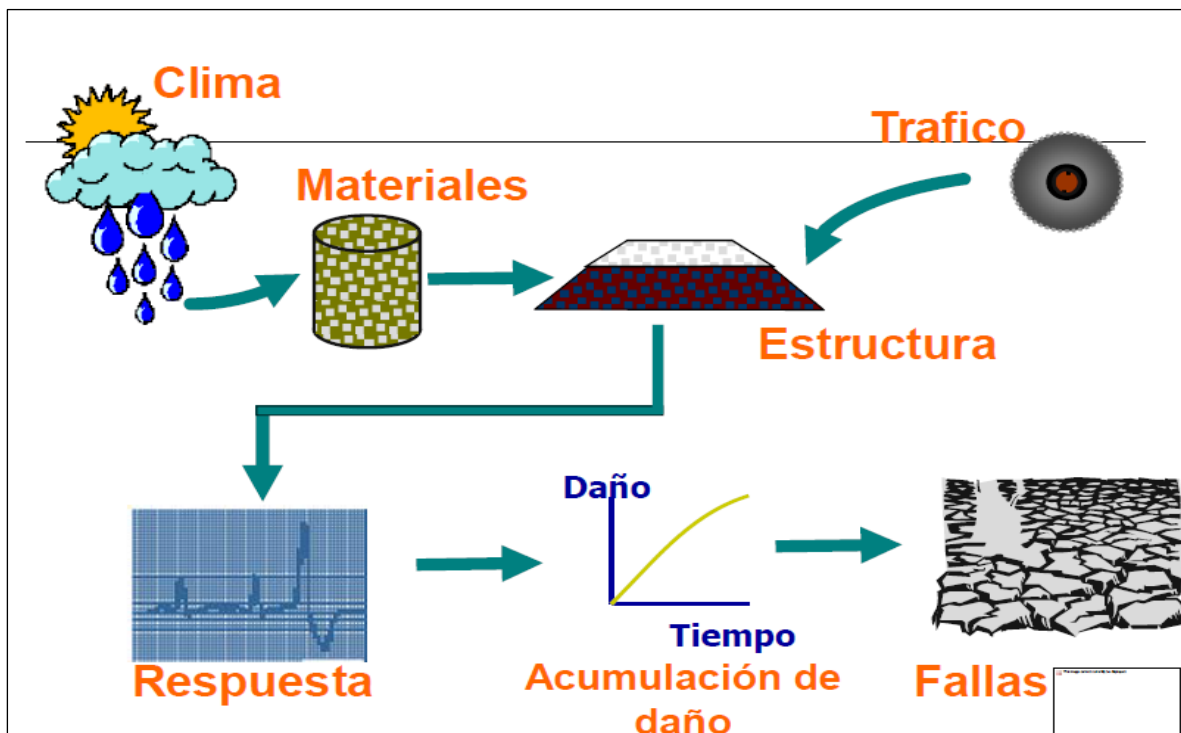 Clima
Trafico
Materiales
Estructura
Daño
Tiempo
Respuesta
Acumulación de
daño
Fallas